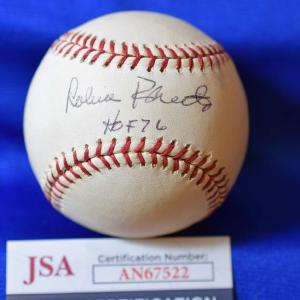 Robin Roberts
HOF 76
JSA
Certification Number
AN67522